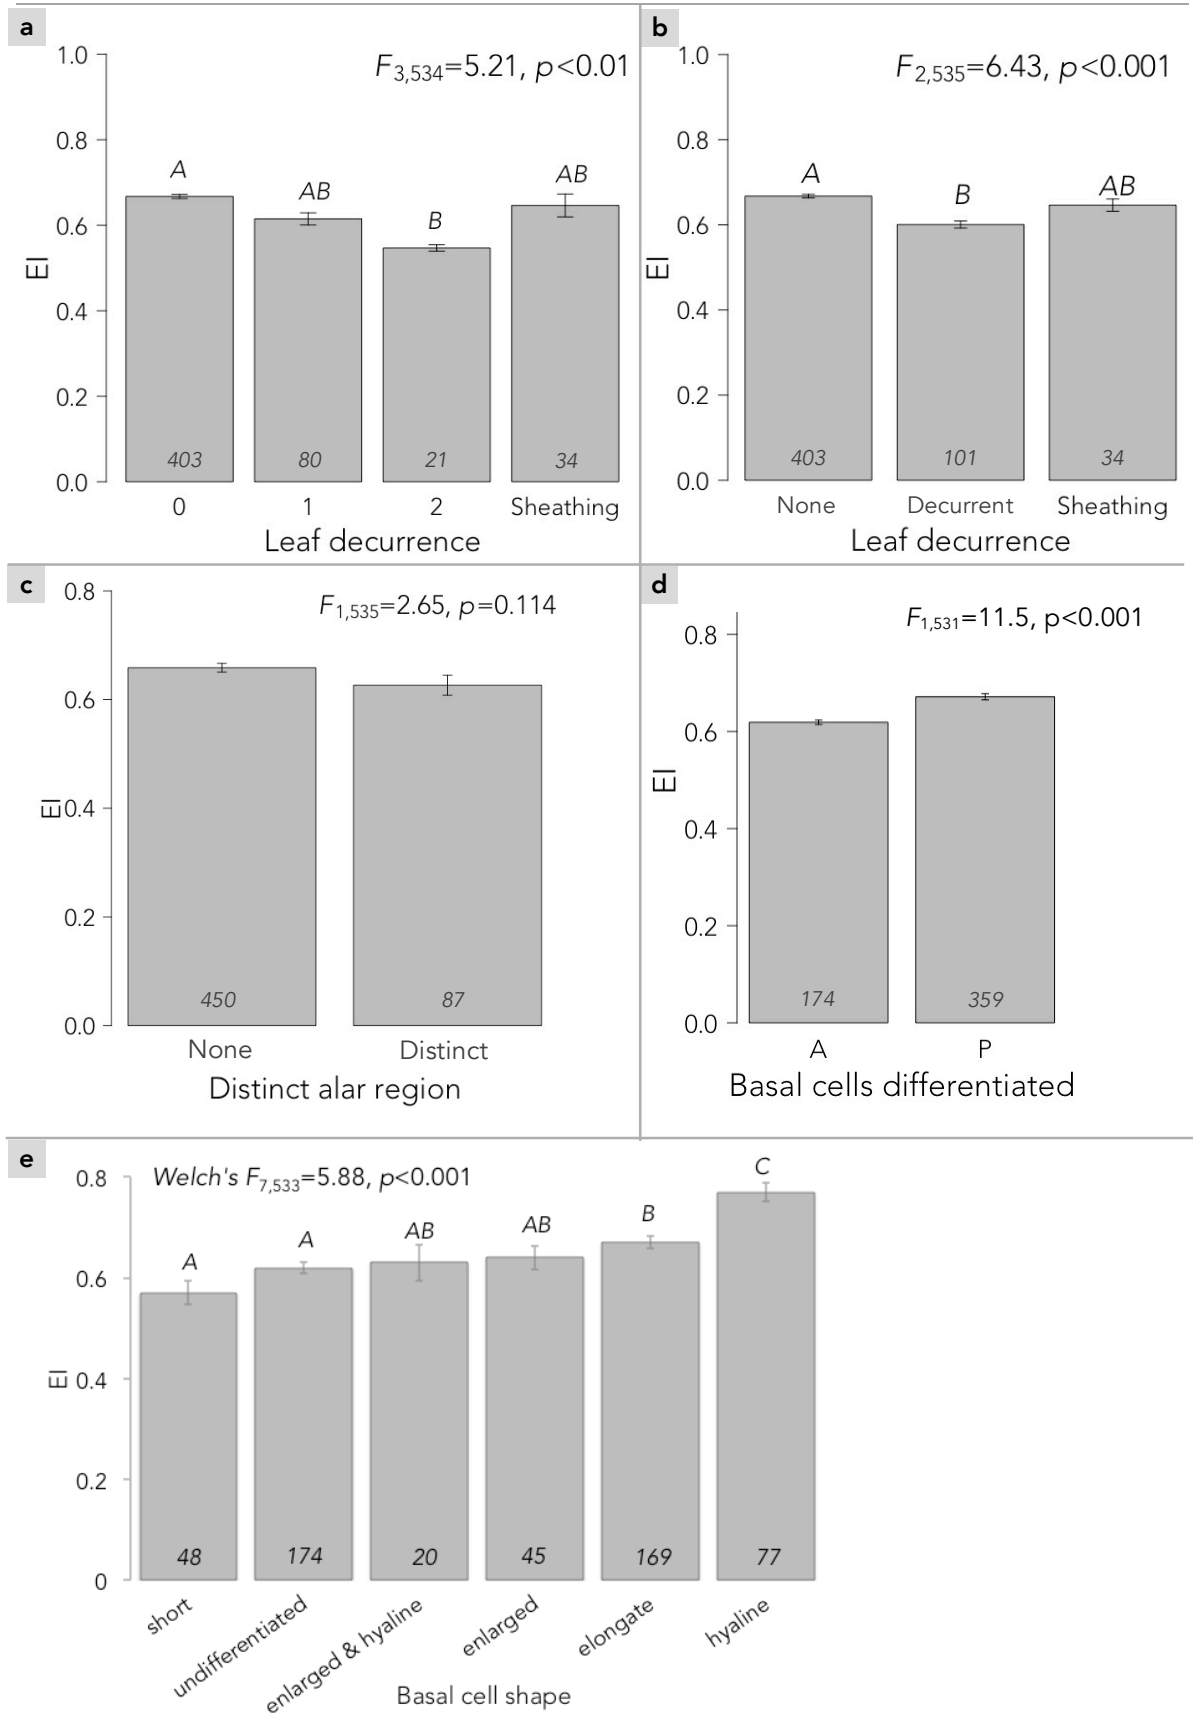 a
F3,534=5.21, p<0.01
1.0
0.8
0.6
0.4
0.2
0.0
EI
A
AB
B
AB
403
80
21
34
0
1
2
Sheathing
Leaf decurrence
b
F2,535=6.43, p<0.001
1.0
0.8
0.6
0.4
0.2
0.0
EI
A
B
AB
403
101
34
None
Decurrent
Sheathing
Leaf decurrence
c
F1,535=2.65, p=0.114
0.8
0.6
0.4
0.2
0.0
EI
450
87
None
Distinct
Distinct alar region
d
F1,531=11.5, p<0.001
0.8
0.6
0.4
0.2
0.0
EI
174
359
A
P
Basal cells differentiated
e
Welch's F7,533=5.88, p<0.001
0.8
0.6
0.4
0.2
0
EI
A
A
AB
AB
B
C
48
174
20
45
169
77
short
undifferentiated
enlarged & hyaline
enlarged
elongate
hyaline
Basal cell shape